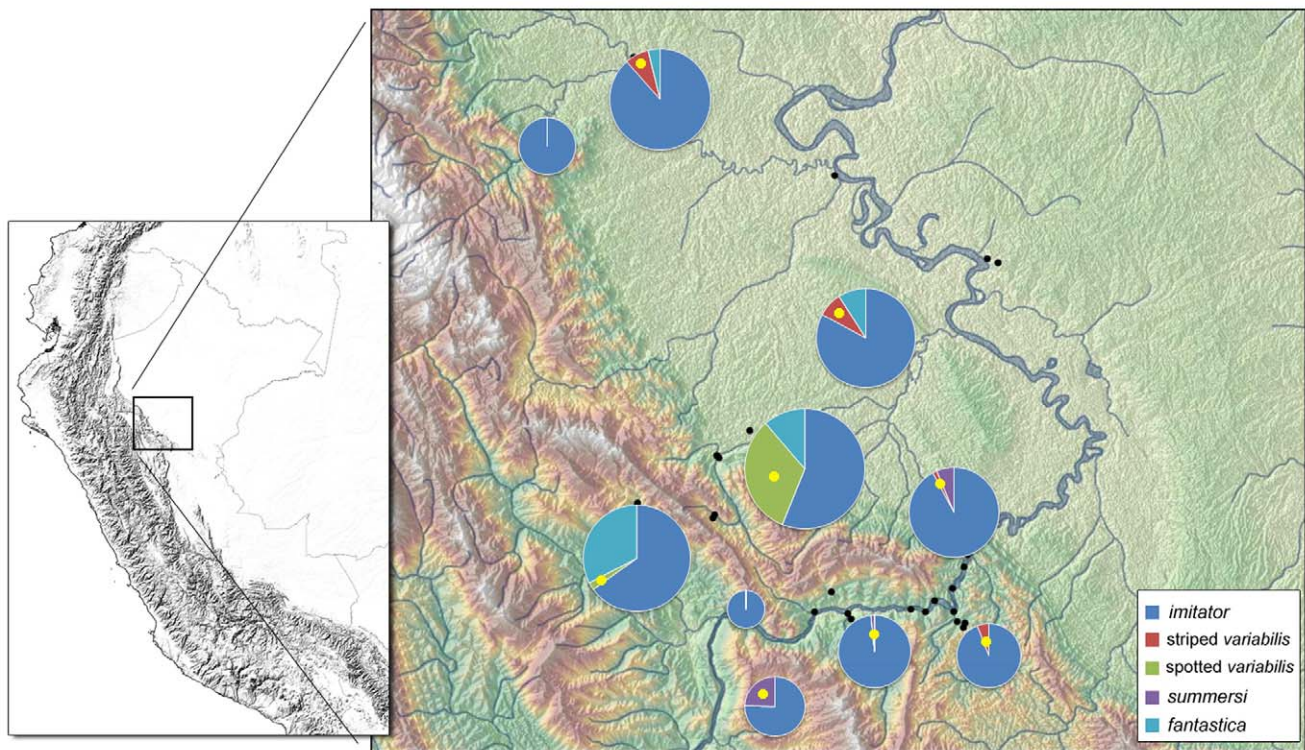 imitator
striped variabilis
spotted variabilis
summersi
fantastica